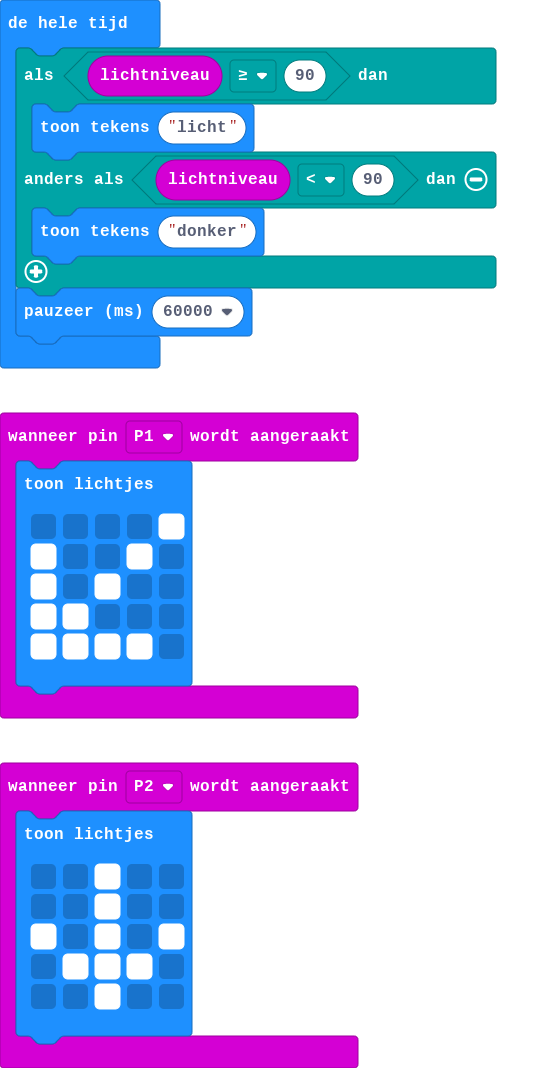 de hele tijd
als lichtniveau ≥ 90 dan
toon tekens "licht"
anders als lichtniveau < 90 dan
toon tekens "donker"
pauzeer (ms) 60000
wanneer pin P1 wordt aangeraakt
toon lichtjes
wanneer pin P2 wordt aangeraakt
toon lichtjes